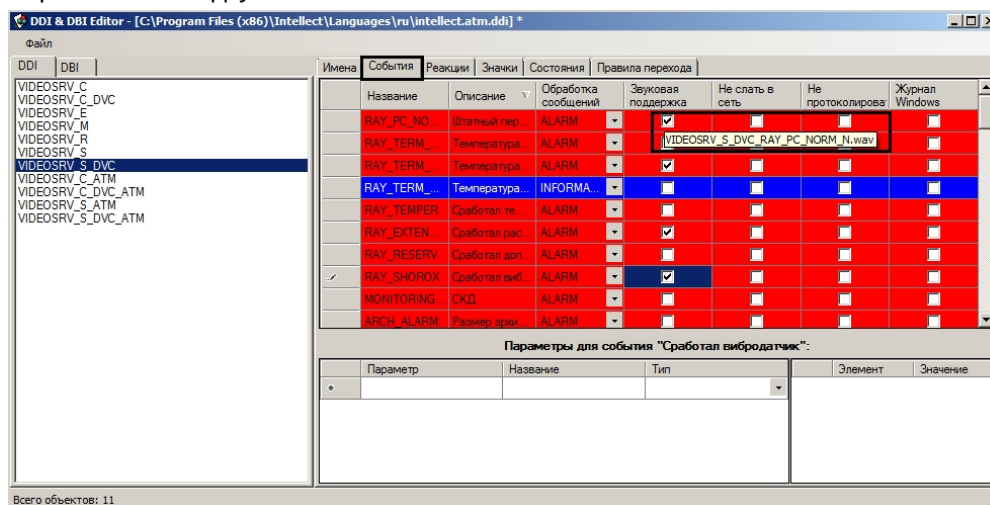 DDI & DBI Editor - [C:\Program Files (x86)\Intellect\Languages\ru\intellect.atm.ddi] *
Файл
DDI DBI
Имена События Реакции Значки Состояния Правила перехода
VIDEOSRV_C
VIDEOSRV_C_DVC
VIDEOSRV_E
VIDEOSRV_M
VIDEOSRV_R
VIDEOSRV_S
VIDEOSRV_S_DVC
VIDEOSRV_C_ATM
VIDEOSRV_C_DVC_ATM
VIDEOSRV_S_ATM
VIDEOSRV_S_DVC_ATM
Название Описание Обработка сообщений Звуковая поддержка Не слать в сеть Не протоколироват Журнал Windows
RAY_PC_NO... Штатный пер... ALARM
VIDEOSRV_S_DVC_RAY_PC_NORM_N.wav
RAY_TERM_... Температура... ALARM
RAY_TERM_... Температура... ALARM
RAY_TERM_... Температура... INFORMA...
RAY_TEMPER Сработал те... ALARM
RAY_EXTEN... Сработал рас... ALARM
RAY_RESERV Сработал доп... ALARM
RAY_SHOROX Сработал виб... ALARM
MONITORING... СКД ALARM
ARCH_ALARM Размер архи... ALARM
Параметры для события "Сработал вибродатчик":
Параметр Название Тип Элемент Значение
*
Всего объектов: 11